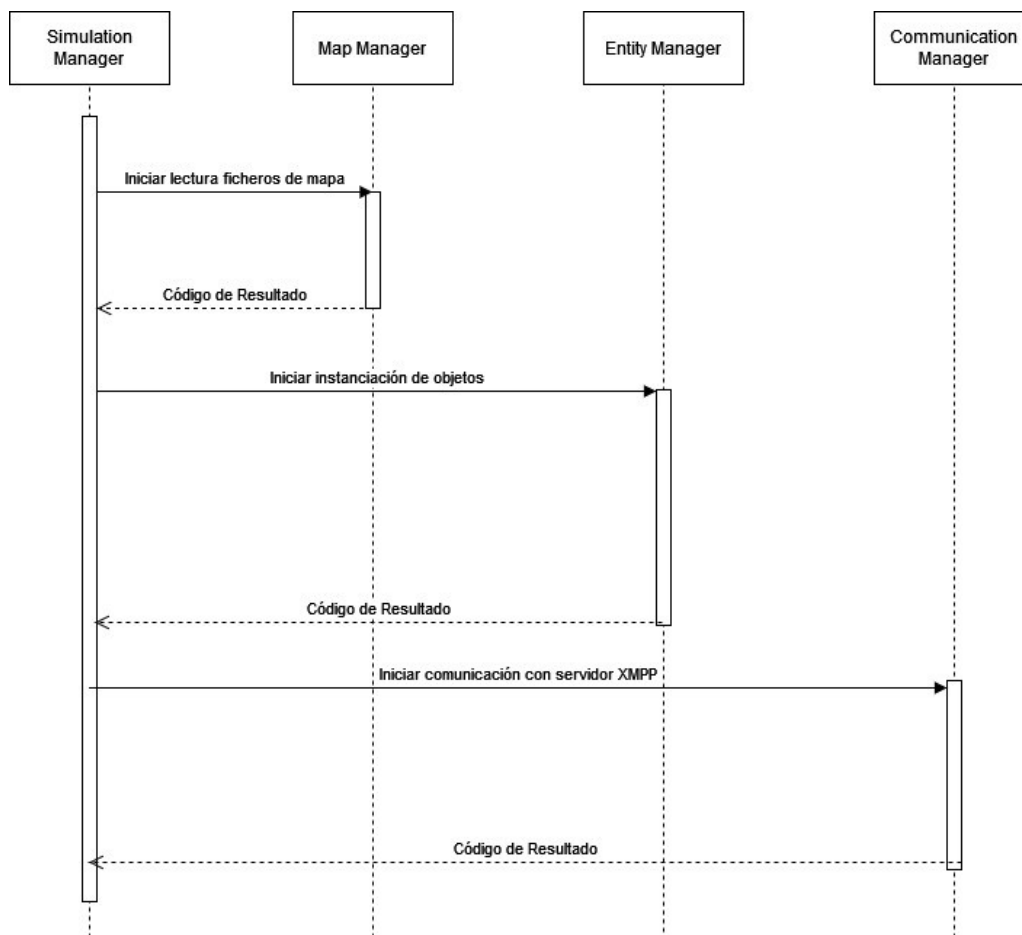 Simulation
Manager
Map Manager
Entity Manager
Communication
Manager
Iniciar lectura ficheros de mapa
Código de Resultado
Iniciar instanciación de objetos
Código de Resultado
Iniciar comunicación con servidor XMPP
Código de Resultado